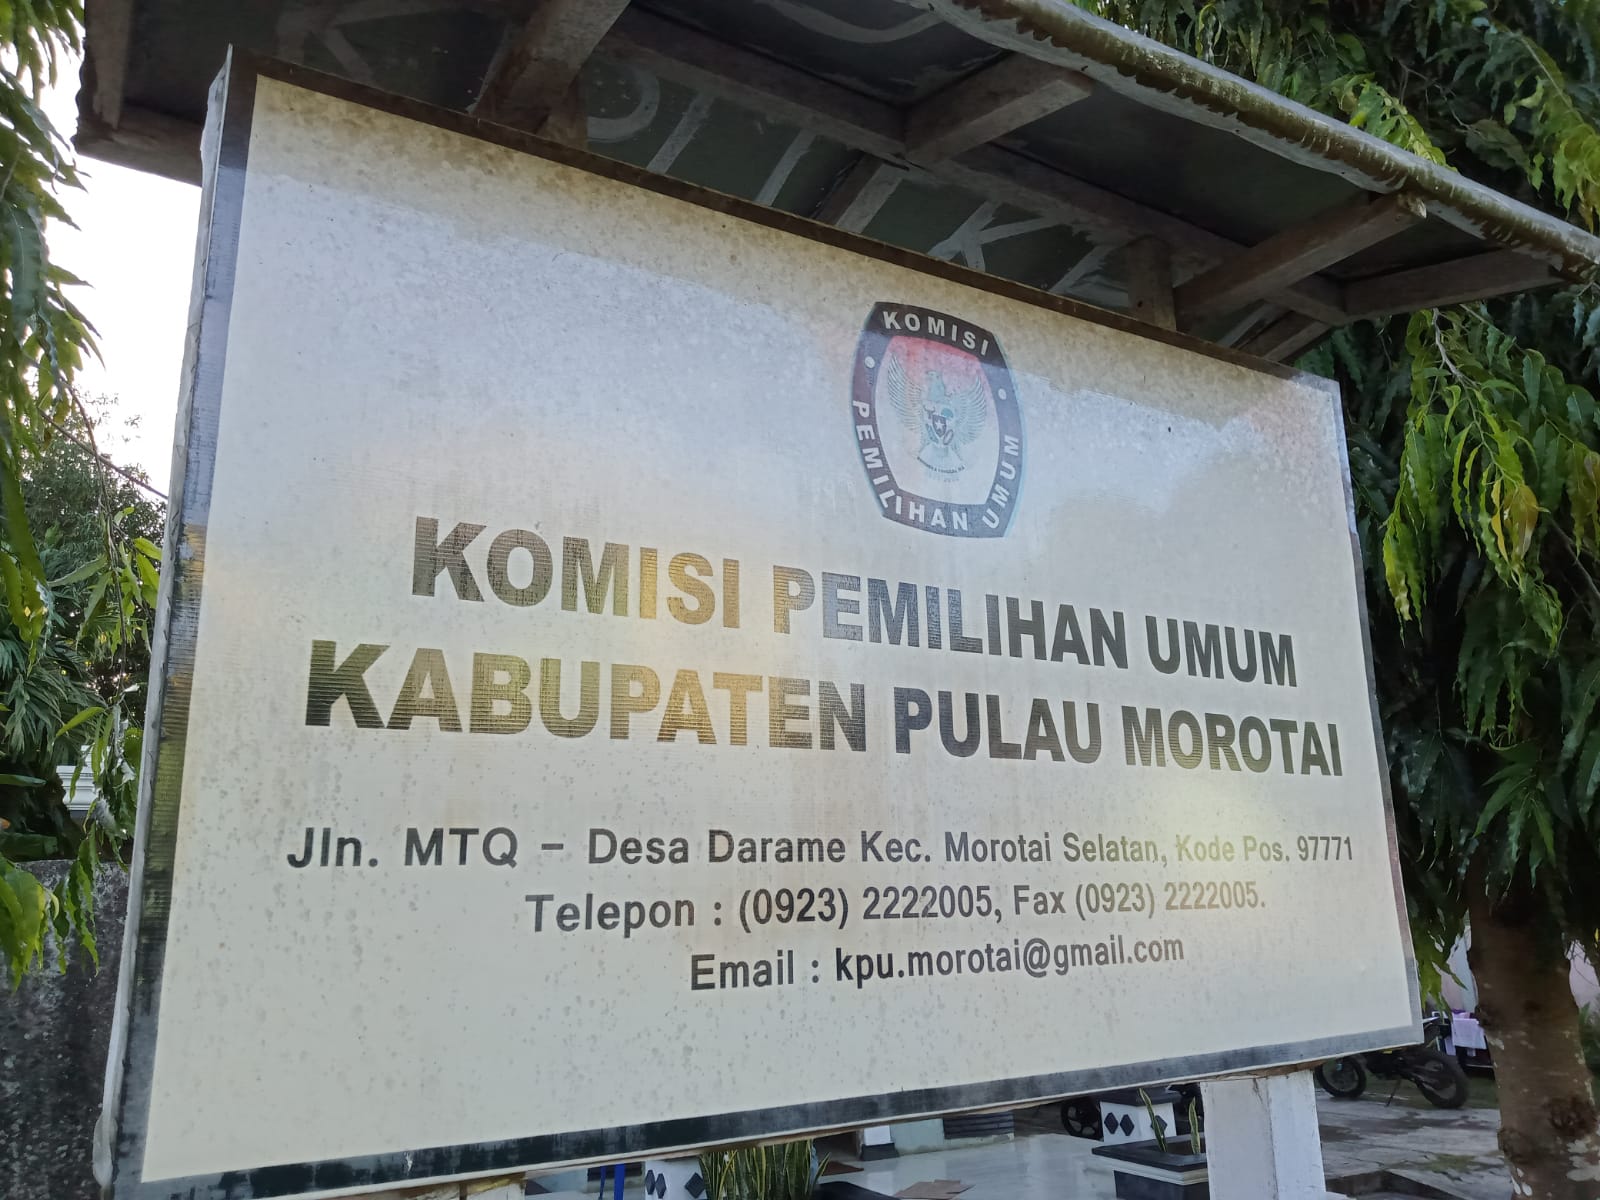 KOMISI
PEMILIHAN UMUM
KOMISI PEMILIHAN UMUM
KABUPATEN PULAU MOROTAI
Jln. MTQ – Desa Darame Kec. Morotai Selatan, Kode Pos. 97771
Telepon : (0923) 2222005, Fax (0923) 2222005.
Email : kpu.morotai@gmail.com